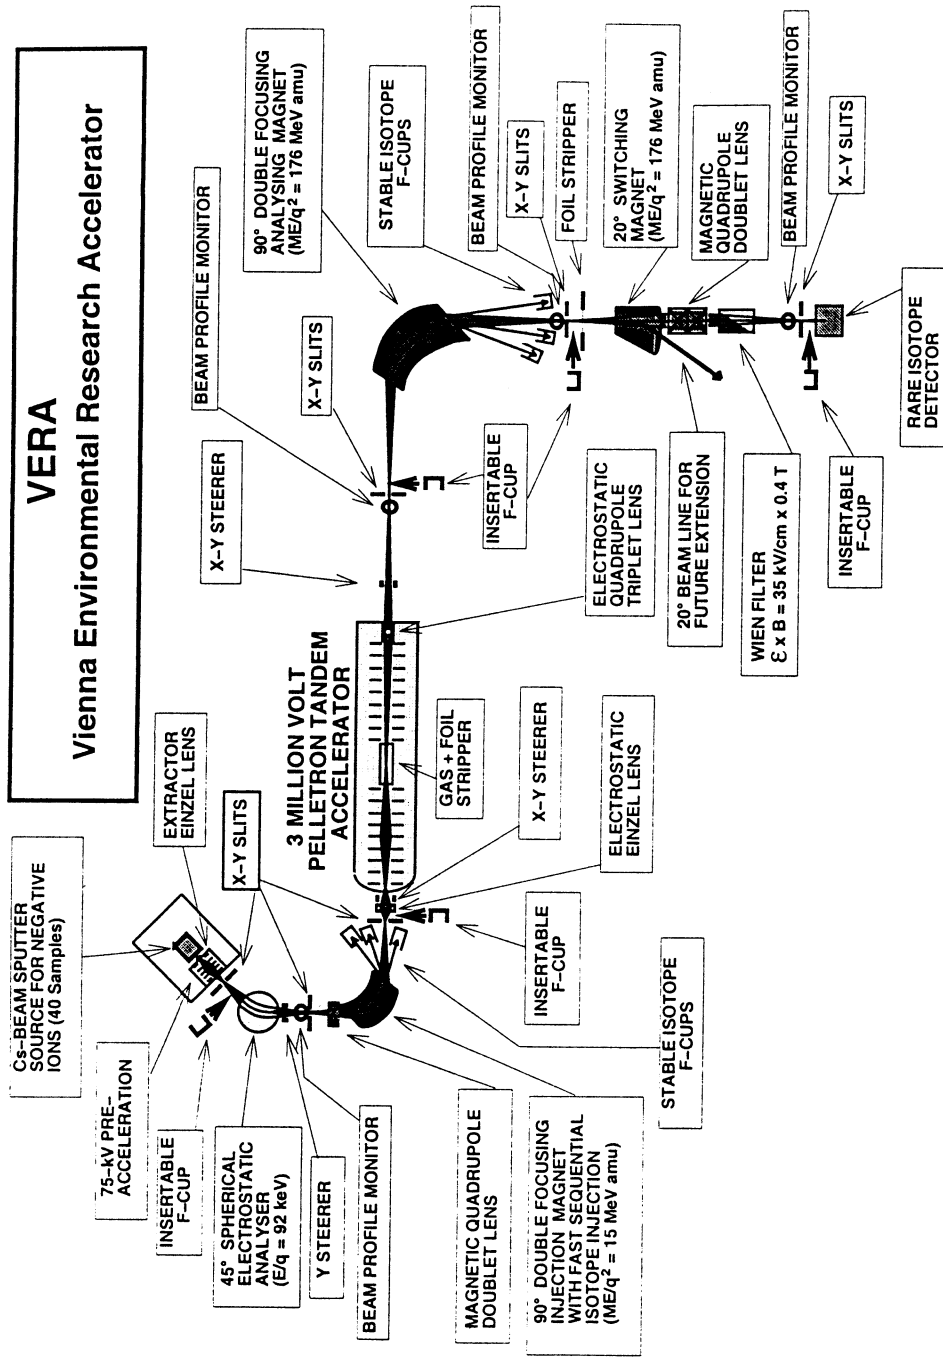 VERA
Vienna Environmental Research Accelerator
Cs-BEAM SPUTTER
SOURCE FOR NEGATIVE
IONS (40 Samples)
75-kV PRE-
ACCELERATION
INSERTABLE
F-CUP
45° SPHERICAL
ELECTROSTATIC
ANALYSER
(E/q = 92 keV)
Y STEERER
BEAM PROFILE MONITOR
MAGNETIC QUADRUPOLE
DOUBLET LENS
90° DOUBLE FOCUSING
INJECTION MAGNET
WITH FAST SEQUENTIAL
ISOTOPE INJECTION
(ME/q² = 15 MeV amu)
EXTRACTOR
EINZEL LENS
X-Y SLITS
STABLE ISOTOPE
F-CUPS
INSERTABLE
F-CUP
ELECTROSTATIC
EINZEL LENS
X-Y STEERER
3 MILLION VOLT
PELLETRON TANDEM
ACCELERATOR
GAS + FOIL
STRIPPER
ELECTROSTATIC
QUADRUPOLE
TRIPLET LENS
X-Y STEERER
BEAM PROFILE MONITOR
X-Y SLITS
INSERTABLE
F-CUP
90° DOUBLE FOCUSING
ANALYSING MAGNET
(ME/q² = 176 MeV amu)
STABLE ISOTOPE
F-CUPS
BEAM PROFILE MONITOR
X-Y SLITS
FOIL STRIPPER
20° SWITCHING
MAGNET
(ME/q² = 176 MeV amu)
MAGNETIC
QUADRUPOLE
DOUBLET LENS
BEAM PROFILE MONITOR
X-Y SLITS
20° BEAM LINE FOR
FUTURE EXTENSION
WIEN FILTER
Ɛ x B = 35 kV/cm x 0.4 T
INSERTABLE
F-CUP
RARE ISOTOPE
DETECTOR